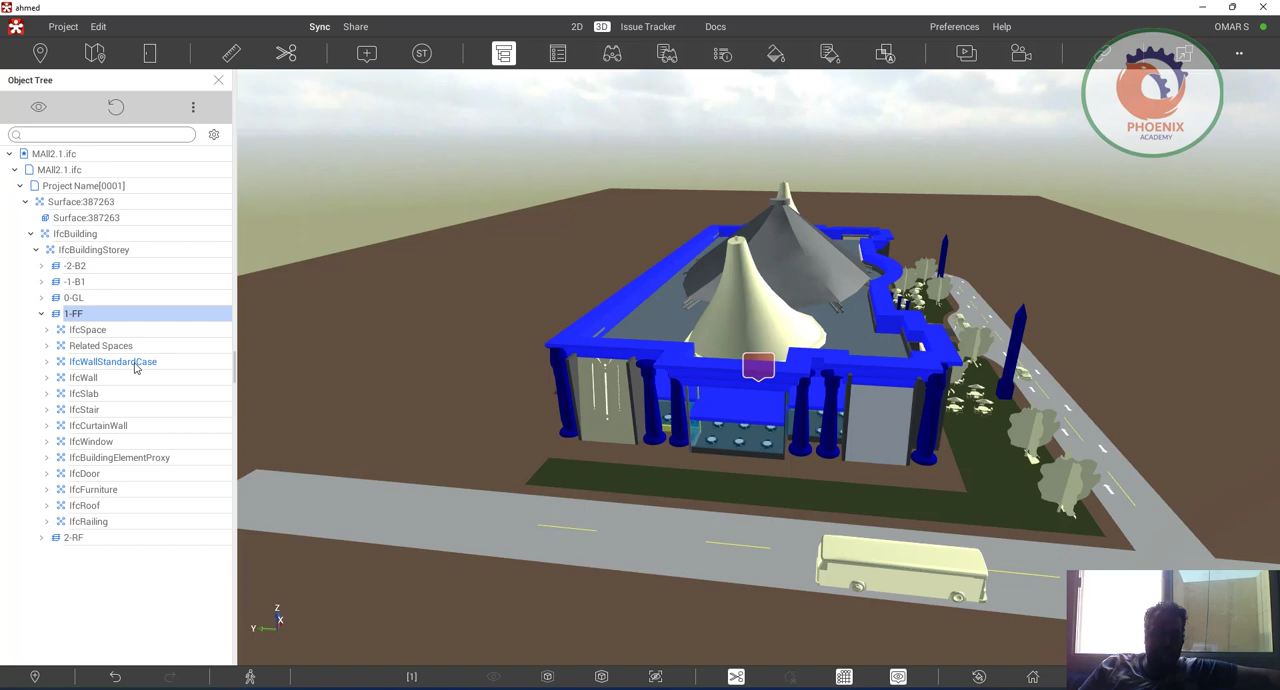 ahmed
Project Edit Sync Share 2D 3D Issue Tracker Docs Preferences Help OMAR S
ST
Object Tree
PHOENIX
ACADEMY
MAll2.1.ifc
MAll2.1.ifc
Project Name[0001]
Surface:387263
Surface:387263
IfcBuilding
IfcBuildingStorey
-2-B2
-1-B1
0-GL
1-FF
IfcSpace
Related Spaces
IfcWallStandardCase
IfcWall
IfcSlab
IfcStair
IfcCurtainWall
IfcWindow
IfcBuildingElementProxy
IfcDoor
IfcFurniture
IfcRoof
IfcRailing
2-RF
Z
X
Y